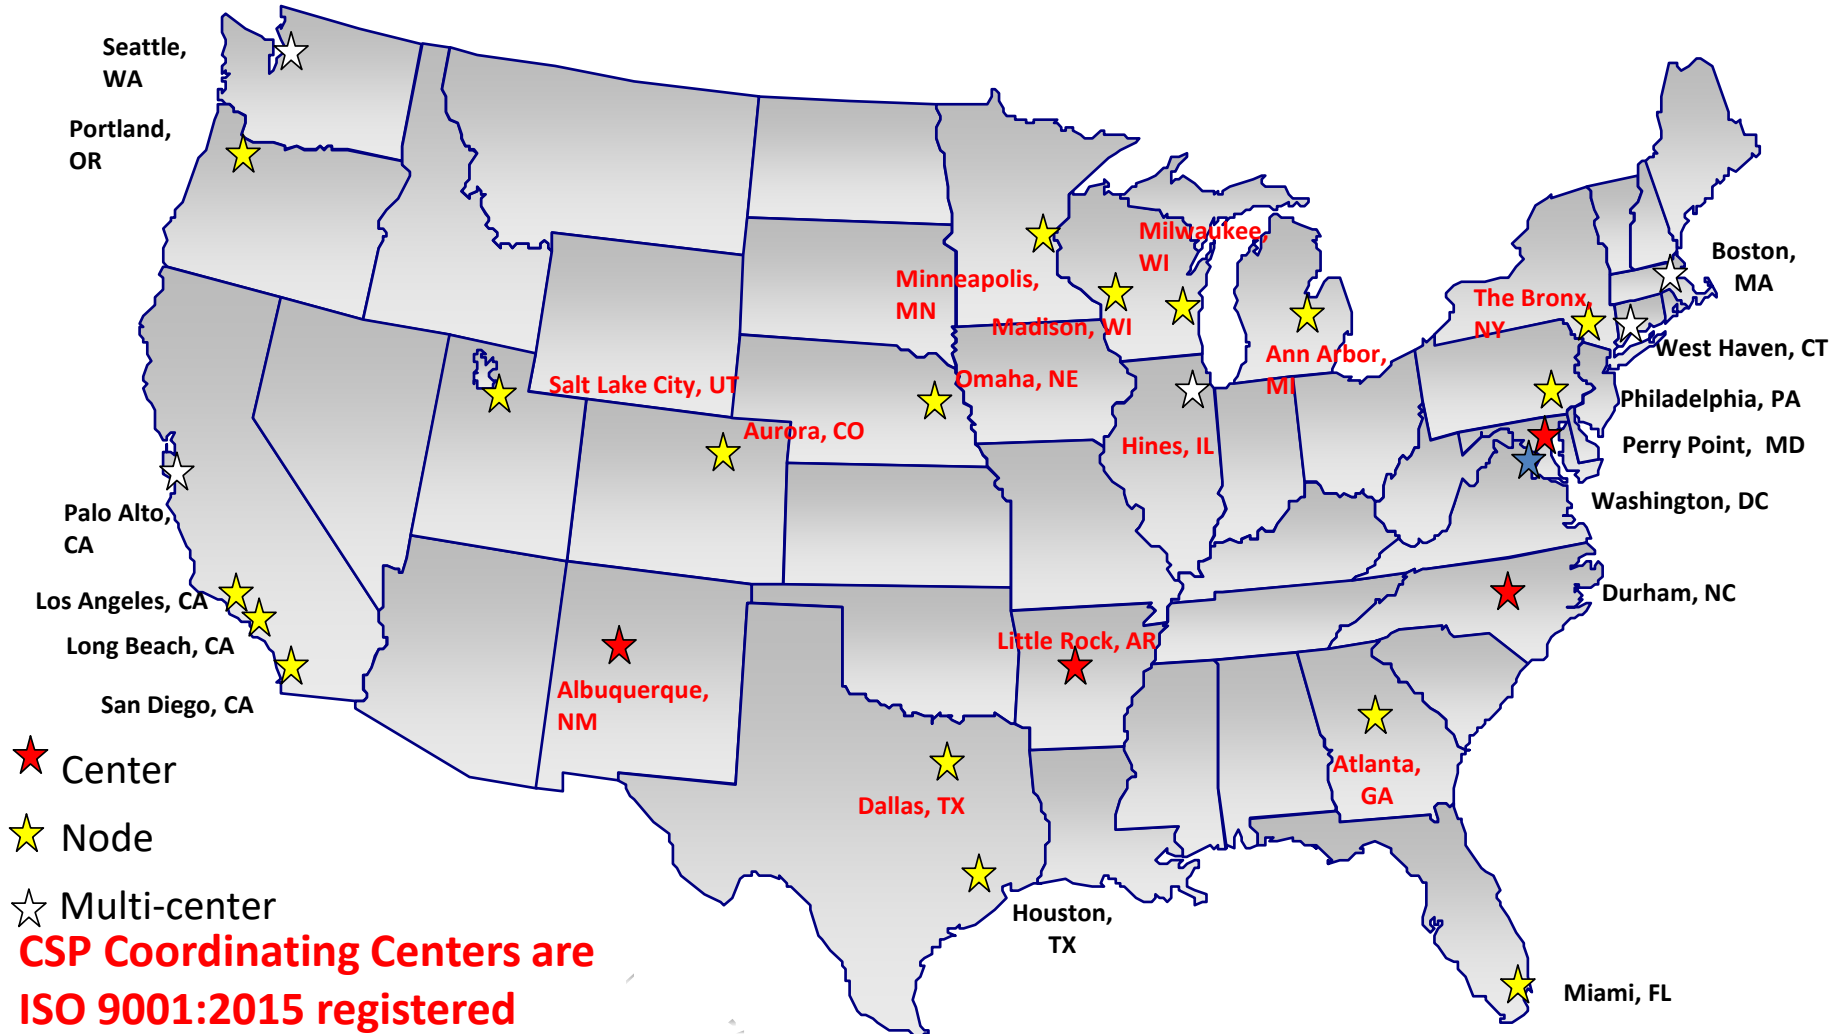 Seattle,
WA
Portland,
OR
Milwaukee,
WI
Minneapolis,
MN
Madison, WI
Boston,
MA
The Bronx,
NY
West Haven, CT
Ann Arbor,
MI
Salt Lake City, UT
Omaha, NE
Philadelphia, PA
Aurora, CO
Hines, IL
Perry Point, MD
Washington, DC
Palo Alto,
CA
Los Angeles, CA
Long Beach, CA
San Diego, CA
Durham, NC
Little Rock, AR
Albuquerque,
NM
Atlanta,
GA
Dallas, TX
Houston,
TX
Miami, FL
Center
Node
Multi-center
CSP Coordinating Centers are
ISO 9001:2015 registered